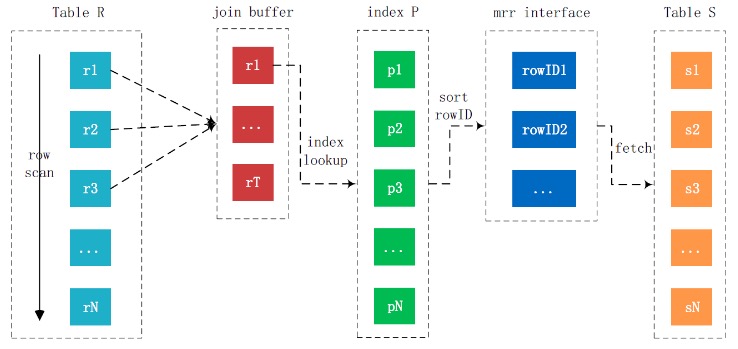 Table R
join buffer
index P
mrr interface
Table S
row
scan
r1
r2
r3
...
rN
r1
...
rT
index
lookup
p1
p2
p3
...
pN
sort
rowID
rowID1
rowID2
...
fetch
s1
s2
s3
...
sN